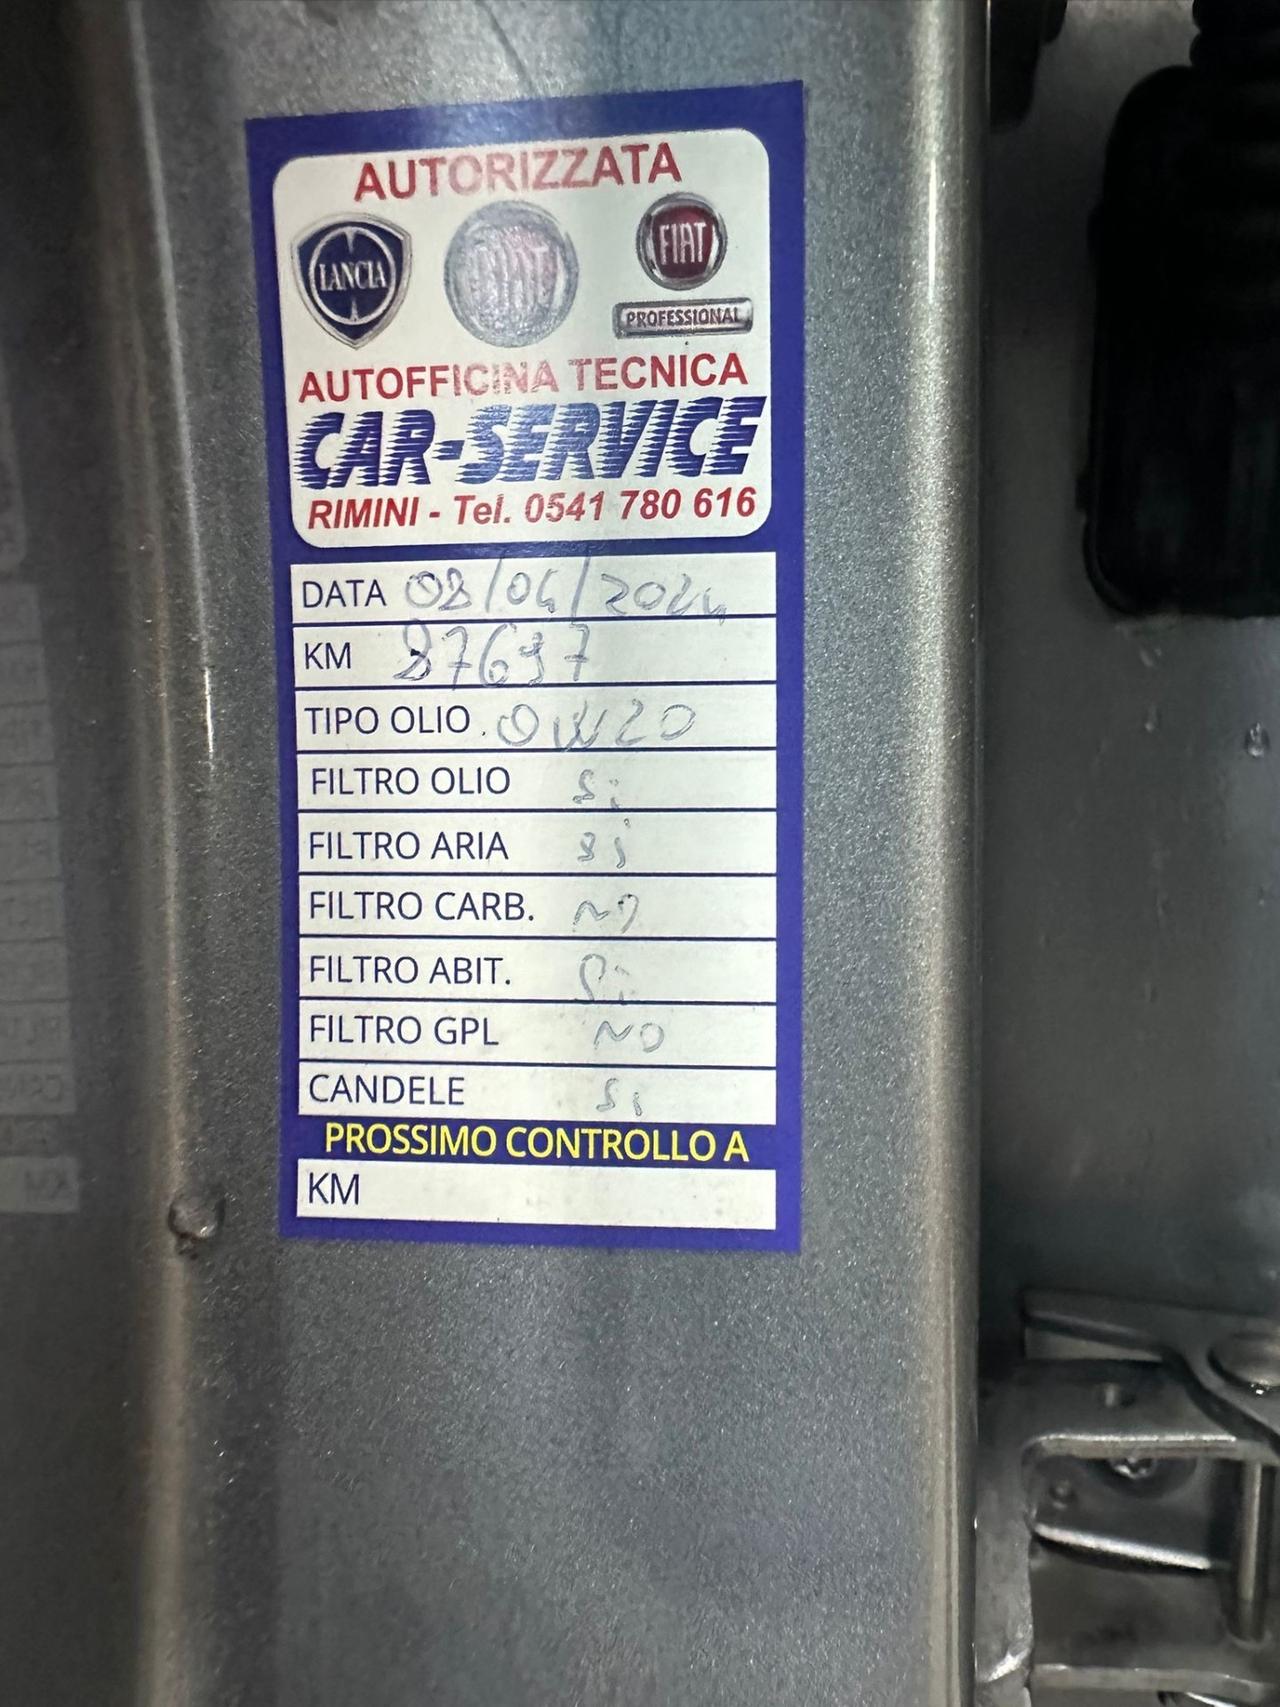 AUTORIZZATA
LANCIA FIAT FIAT
PROFESSIONAL
AUTOFFICINA TECNICA
CAR-SERVICE
RIMINI - Tel. 0541 780 616
DATA 08/04/2024
KM 87697
TIPO OLIO 0W20
FILTRO OLIO Si
FILTRO ARIA Si
FILTRO CARB. NO
FILTRO ABIT. Si
FILTRO GPL NO
CANDELE Si
PROSSIMO CONTROLLO A
KM